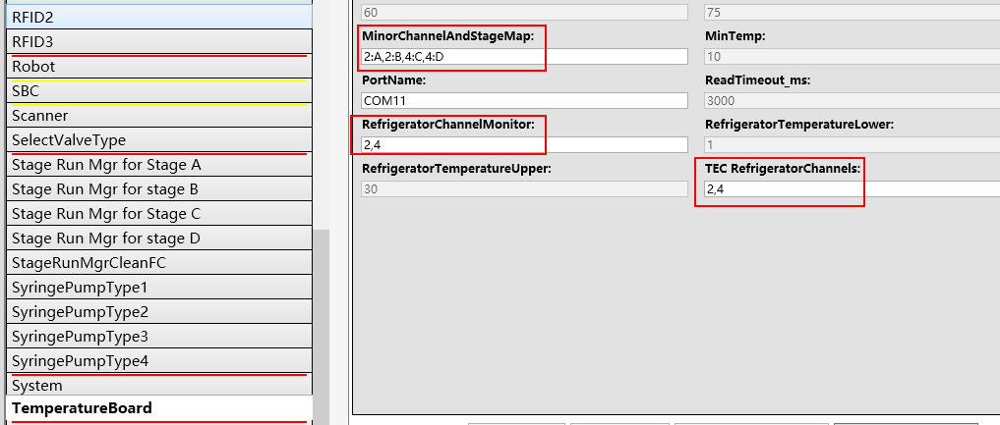 RFID2
RFID3
Robot
SBC
Scanner
SelectValveType
Stage Run Mgr for Stage A
Stage Run Mgr for stage B
Stage Run Mgr for Stage C
Stage Run Mgr for stage D
StageRunMgrCleanFC
SyringePumpType1
SyringePumpType2
SyringePumpType3
SyringePumpType4
System
TemperatureBoard
60
75
MinorChannelAndStageMap:
MinTemp:
2:A,2:B,4:C,4:D
10
PortName:
ReadTimeout_ms:
COM11
3000
RefrigeratorChannelMonitor:
RefrigeratorTemperatureLower:
2,4
1
RefrigeratorTemperatureUpper:
TEC RefrigeratorChannels:
30
2,4